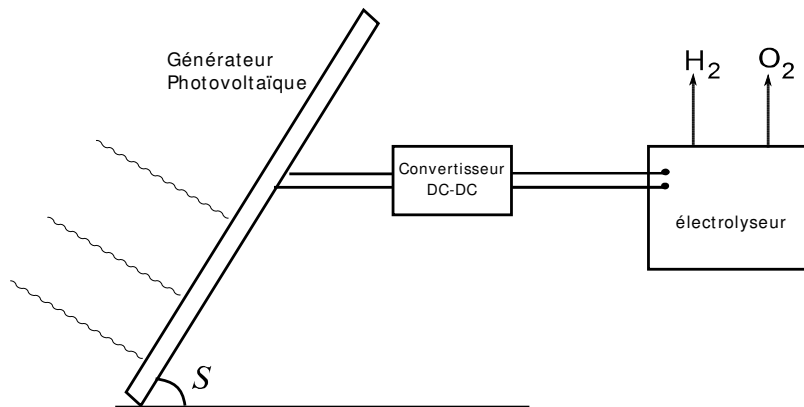 Générateur
Photovoltaïque
H2
O2
Convertisseur
DC-DC
électrolyseur
S